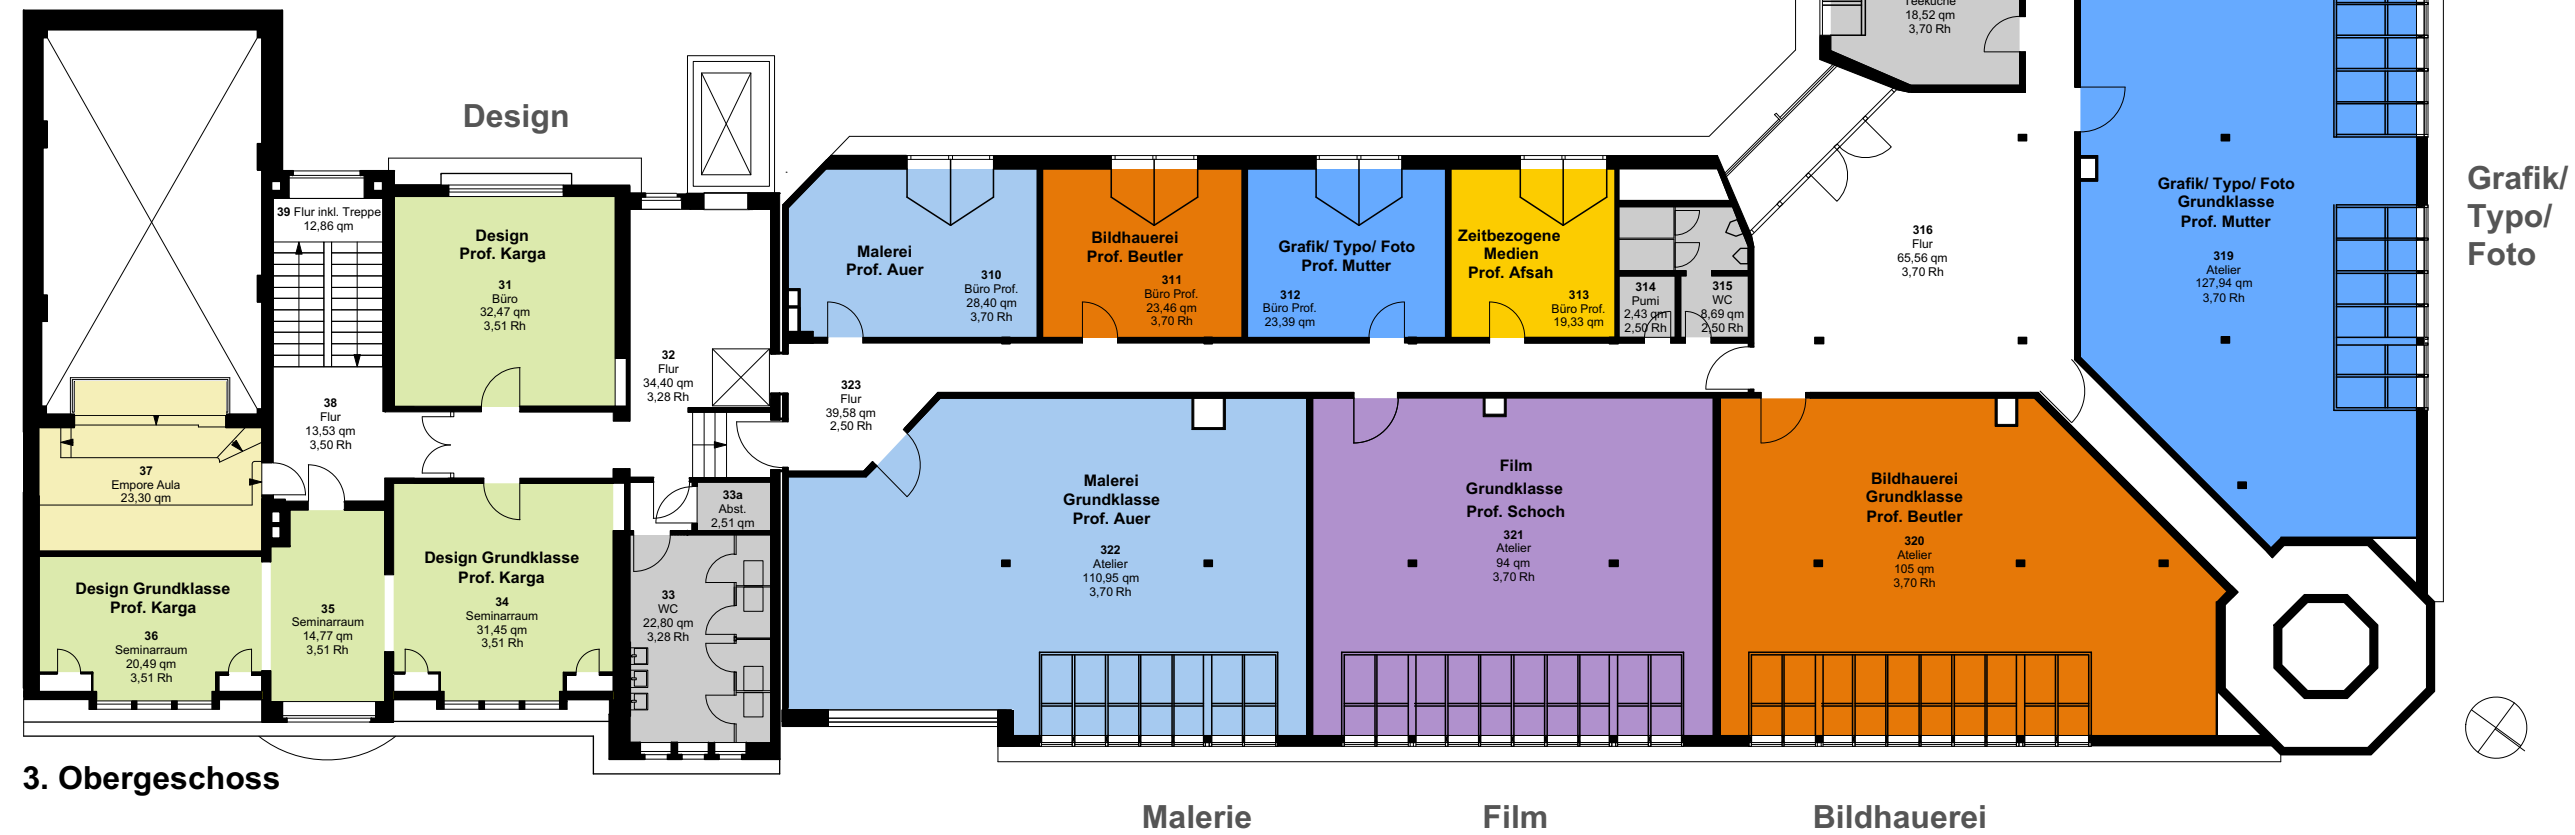 Teeküche
18,52 qm
3,70 Rh
Design
Grafik/
Typo/
Foto
39 Flur inkl. Treppe
12,86 qm
Design
Prof. Karga
31
Büro
32,47 qm
3,51 Rh
32
Flur
34,40 qm
3,28 Rh
38
Flur
13,53 qm
3,50 Rh
37
Empore Aula
23,30 qm
Design Grundklasse
Prof. Karga
36
Seminarraum
20,49 qm
3,51 Rh
35
Seminarraum
14,77 qm
3,51 Rh
Design Grundklasse
Prof. Karga
34
Seminarraum
31,45 qm
3,51 Rh
33a
Abst.
2,51 qm
33
WC
22,80 qm
3,28 Rh
Malerei
Prof. Auer
310
Büro Prof.
28,40 qm
3,70 Rh
Bildhauerei
Prof. Beutler
311
Büro Prof.
23,46 qm
3,70 Rh
Grafik/ Typo/ Foto
Prof. Mutter
312
Büro Prof.
23,39 qm
Zeitbezogene
Medien
Prof. Afsah
313
Büro Prof.
19,33 qm
314
Pumi
2,43 qm
2,50 Rh
315
WC
8,69 qm
2,50 Rh
316
Flur
65,56 qm
3,70 Rh
Grafik/ Typo/ Foto
Grundklasse
Prof. Mutter
319
Atelier
127,94 qm
3,70 Rh
323
Flur
39,58 qm
2,50 Rh
Malerei
Grundklasse
Prof. Auer
322
Atelier
110,95 qm
3,70 Rh
Film
Grundklasse
Prof. Schoch
321
Atelier
94 qm
3,70 Rh
Bildhauerei
Grundklasse
Prof. Beutler
320
Atelier
105 qm
3,70 Rh
3. Obergeschoss
Malerie
Film
Bildhauerei